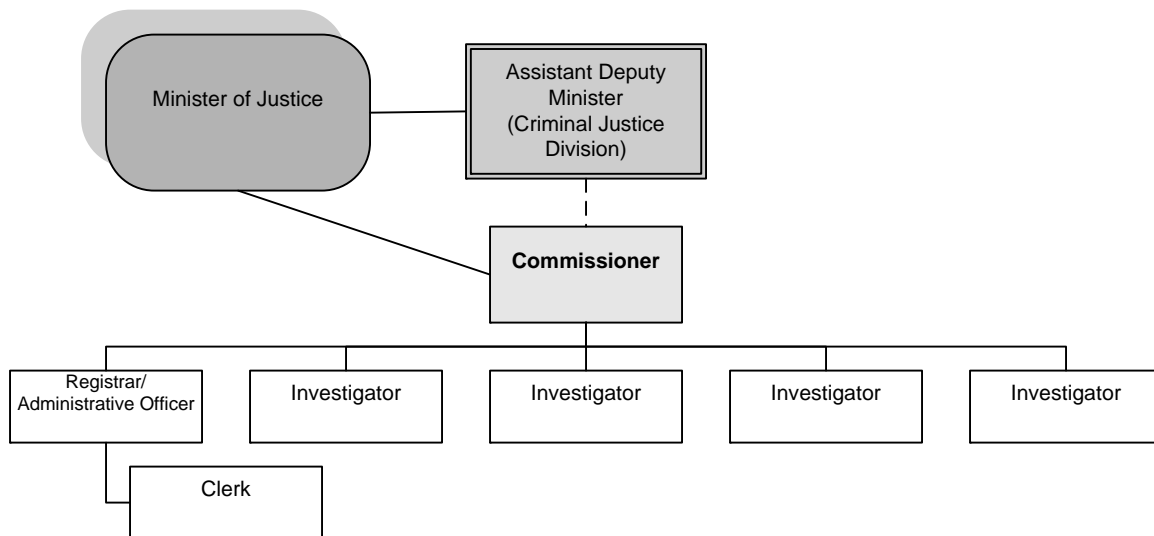 Minister of Justice
Assistant Deputy
Minister
(Criminal Justice
Division)
Commissioner
Registrar/
Administrative Officer
Investigator
Investigator
Investigator
Investigator
Clerk